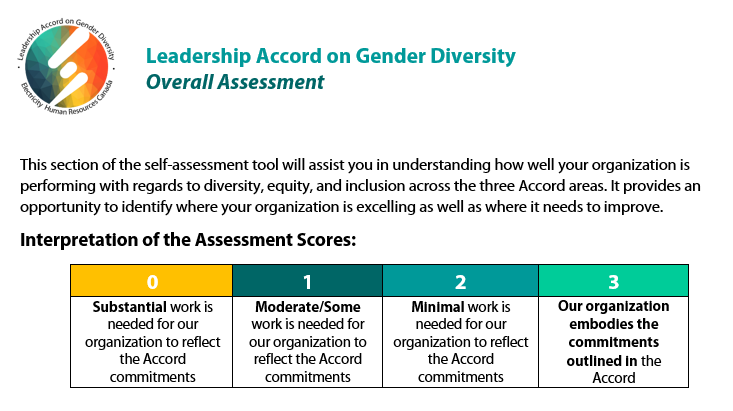 Leadership Accord on Gender Diversity
Electricity Human Resources Canada
Leadership Accord on Gender Diversity
Overall Assessment
This section of the self-assessment tool will assist you in understanding how well your organization is
performing with regards to diversity, equity, and inclusion across the three Accord areas. It provides an
opportunity to identify where your organization is excelling as well as where it needs to improve.
Interpretation of the Assessment Scores:
0
Substantial work is
needed for our
organization to reflect
the Accord
commitments
1
Moderate/Some
work is needed for
our organization to
reflect the Accord
commitments
2
Minimal work is
needed for our
organization to reflect
the Accord
commitments
3
Our organization
embodies the
commitments
outlined in the
Accord